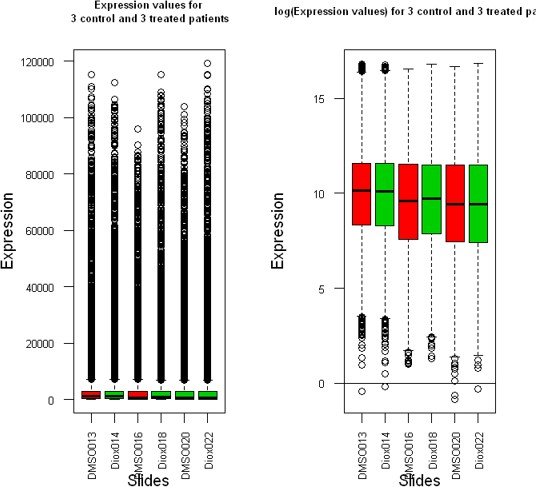 Expression values for
3 control and 3 treated patients
120000
100000
80000
60000
40000
20000
0
Expression
DMSO013
Diox014
DMSO016
Diox018
DMSO020
Diox022
Slides
log(Expression values) for 3 control and 3 treated pa
15
10
5
0
Expression
DMSO013
Diox014
DMSO016
Diox018
DMSO020
Diox022
Slides